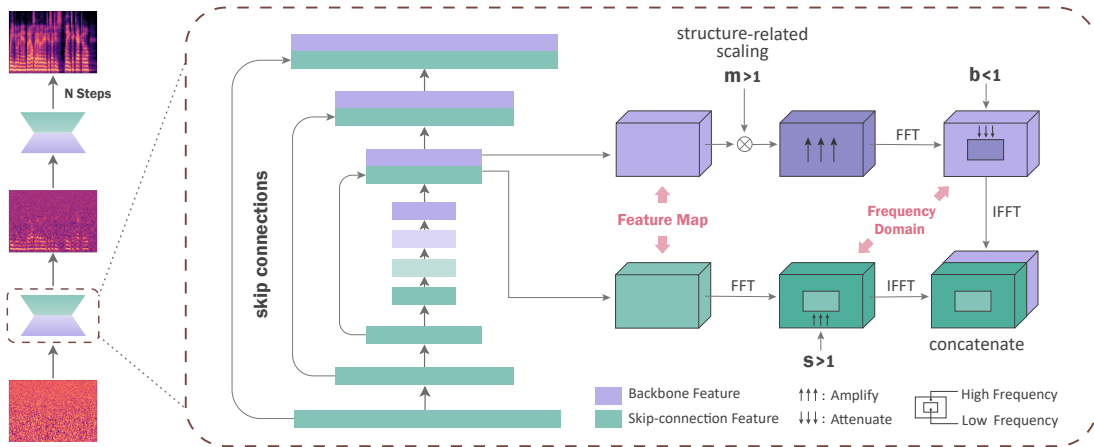 N Steps
skip connections
structure-related
scaling
m>1
b<1
FFT
Feature Map
Frequency
Domain
IFFT
FFT
IFFT
s>1
concatenate
Backbone Feature
Skip-connection Feature
: Amplify
: Attenuate
High Frequency
Low Frequency